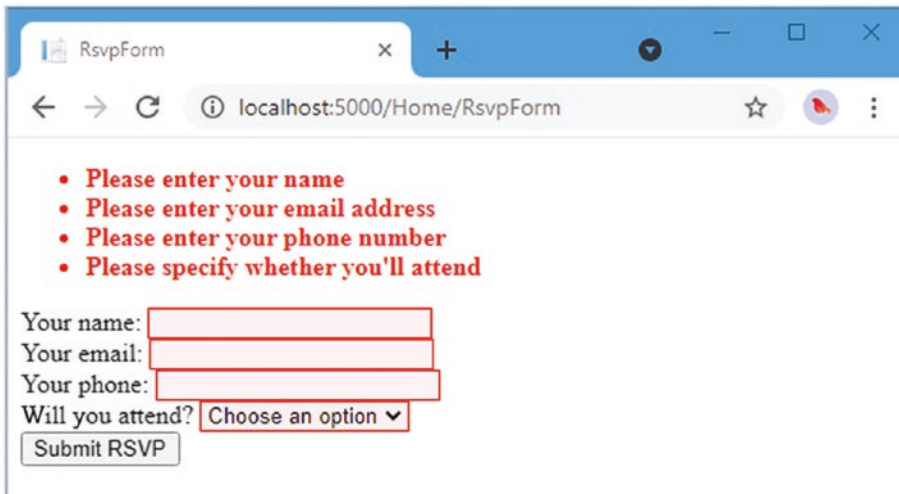 RsvpForm
localhost:5000/Home/RsvpForm
• Please enter your name
• Please enter your email address
• Please enter your phone number
• Please specify whether you'll attend
Your name:
Your email:
Your phone:
Will you attend? Choose an option
Submit RSVP